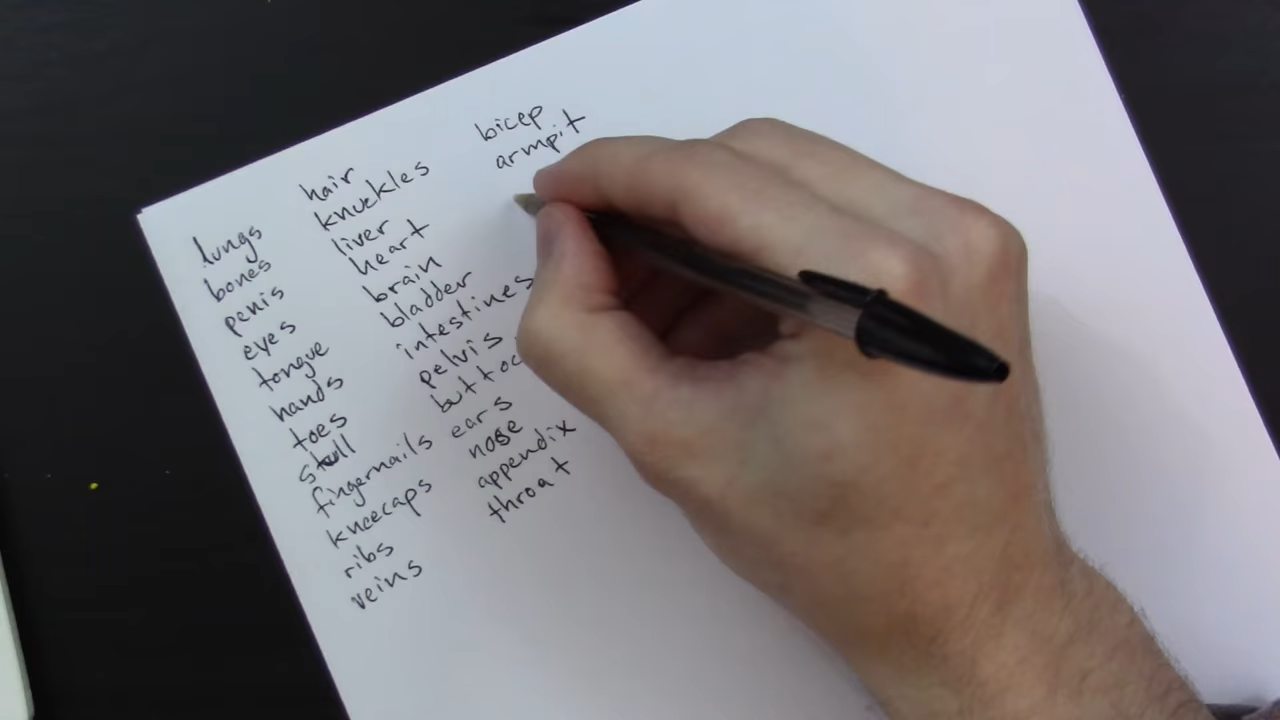 lungs
bones
penis
eyes
tongue
hands
toes
skull
fingernails
kneecaps
ribs
veins
hair
knuckles
liver
heart
brain
bladder
intestines
pelvis
buttoc
ears
nose
appendix
throat
bicep
armpit